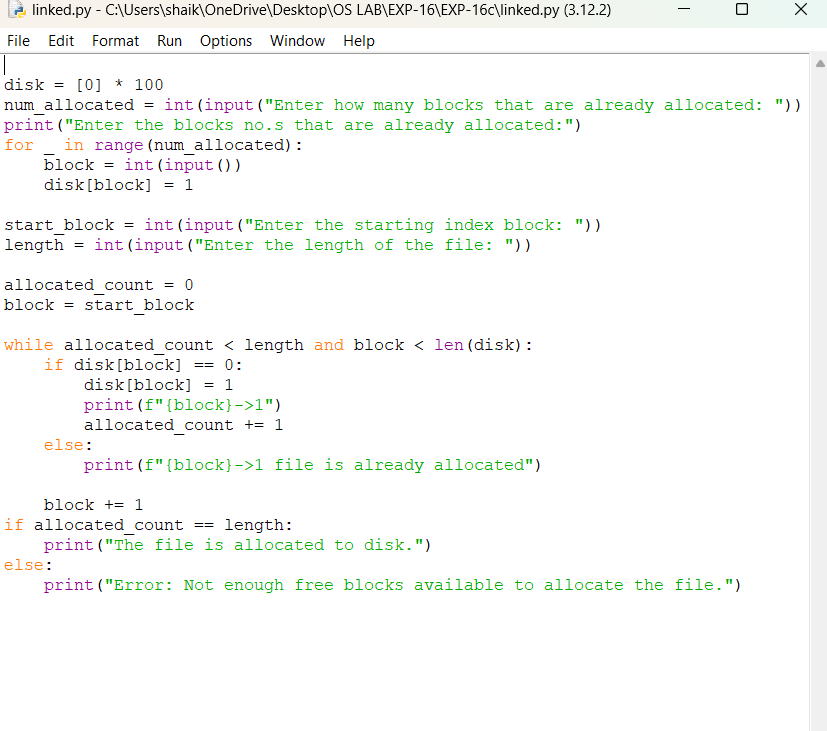 linked.py - C:\Users\shaik\OneDrive\Desktop\OS LAB\EXP-16\EXP-16c\linked.py (3.12.2)
File Edit Format Run Options Window Help
disk = [0] * 100
num_allocated = int(input("Enter how many blocks that are already allocated: "))
print("Enter the blocks no.s that are already allocated:")
for _ in range(num_allocated):
    block = int(input())
    disk[block] = 1

start_block = int(input("Enter the starting index block: "))
length = int(input("Enter the length of the file: "))

allocated_count = 0
block = start_block

while allocated_count < length and block < len(disk):
    if disk[block] == 0:
        disk[block] = 1
        print(f"{block}->1")
        allocated_count += 1
    else:
        print(f"{block}->1 file is already allocated")

    block += 1
if allocated_count == length:
    print("The file is allocated to disk.")
else:
    print("Error: Not enough free blocks available to allocate the file.")